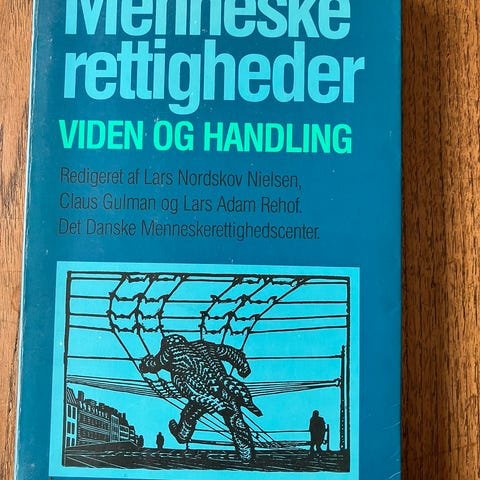 Menneske
rettigheder
VIDEN OG HANDLING
Redigeret af Lars Nordskov Nielsen,
Claus Gulman og Lars Adam Rehof.
Det Danske Menneskerettighedscenter.